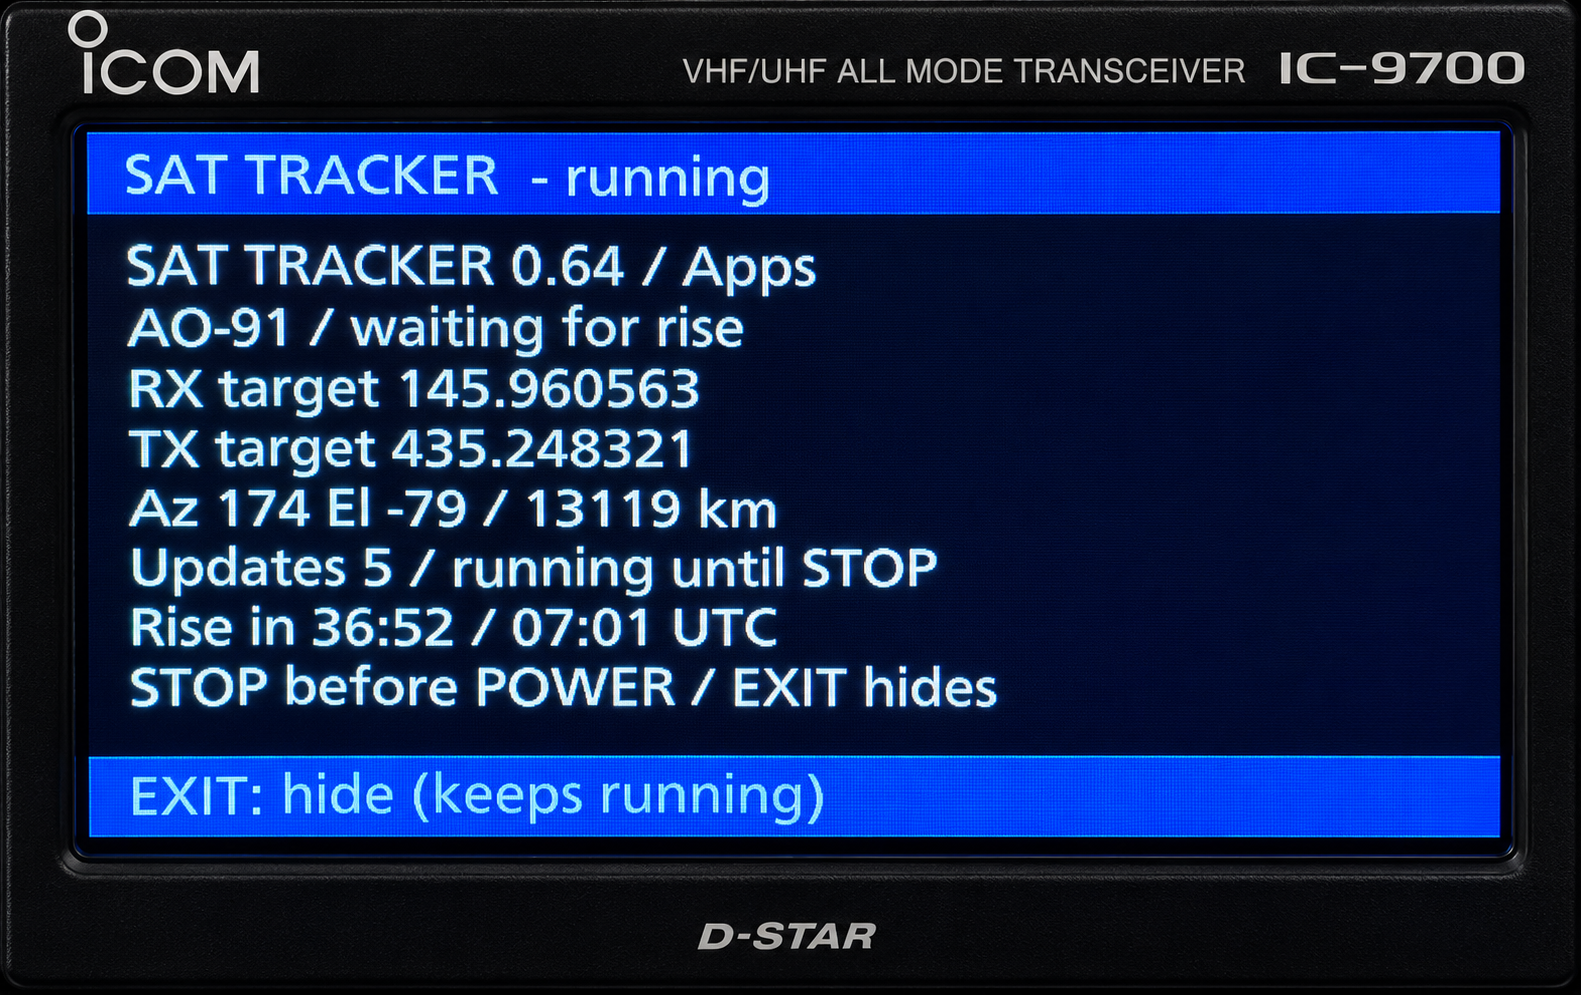 ICOM
VHF/UHF ALL MODE TRANSCEIVER IC-9700
SAT TRACKER - running
SAT TRACKER 0.64 / Apps
AO-91 / waiting for rise
RX target 145.960563
TX target 435.248321
Az 174 El -79 / 13119 km
Updates 5 / running until STOP
Rise in 36:52 / 07:01 UTC
STOP before POWER / EXIT hides
EXIT: hide (keeps running)
D-STAR